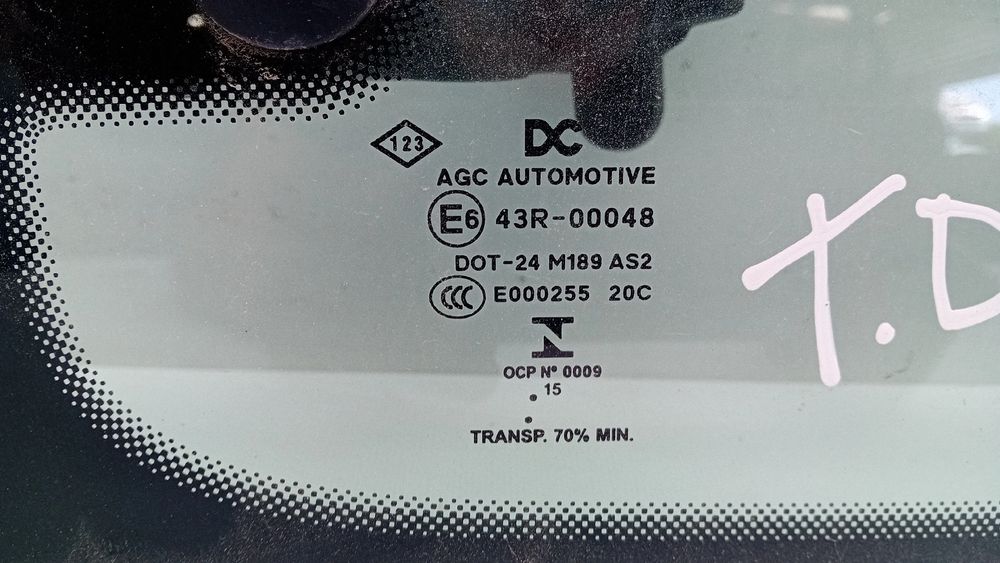 123
DC
AGC AUTOMOTIVE
E6 43R-00048
DOT-24 M189 AS2
CCC E000255 20C
OCP Nº 0009
15
TRANSP. 70% MIN.
T.D